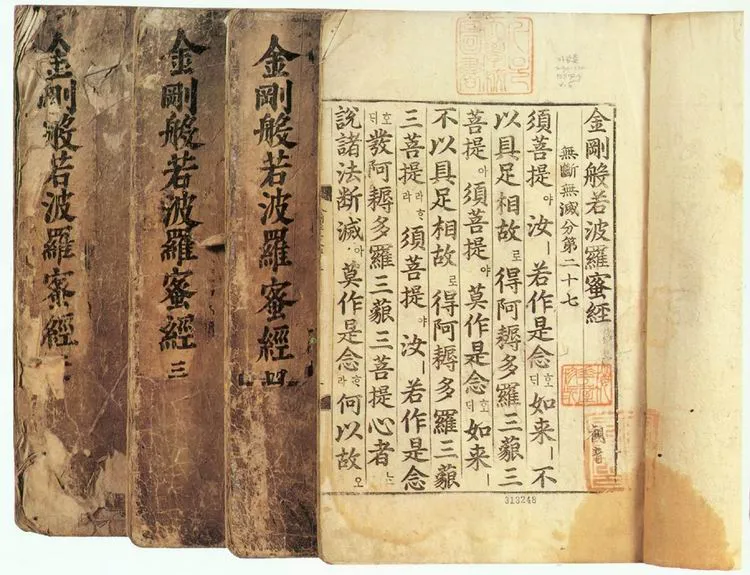 金剛般若波羅蜜經
無斷無滅分第二十七
須菩提야汝ㅣ若作是念호ᄃᆡ如来ㅣ不
以具足相故로得阿耨多羅三藐三
菩提아須菩提야莫作是念호ᄃᆡ如来ㅣ
不以具足相故로得阿耨多羅三藐
三菩提라ᄒᆞ라須菩提야汝ㅣ若作是念
호ᄃᆡ發阿耨多羅三藐三菩提心者ᄂᆞᆫ
說諸法断滅아莫作是念ᄒᆞ라何以故오
313248
金剛般若波羅蜜經四
金剛般若波羅蜜經三
金剛般若波羅蜜經